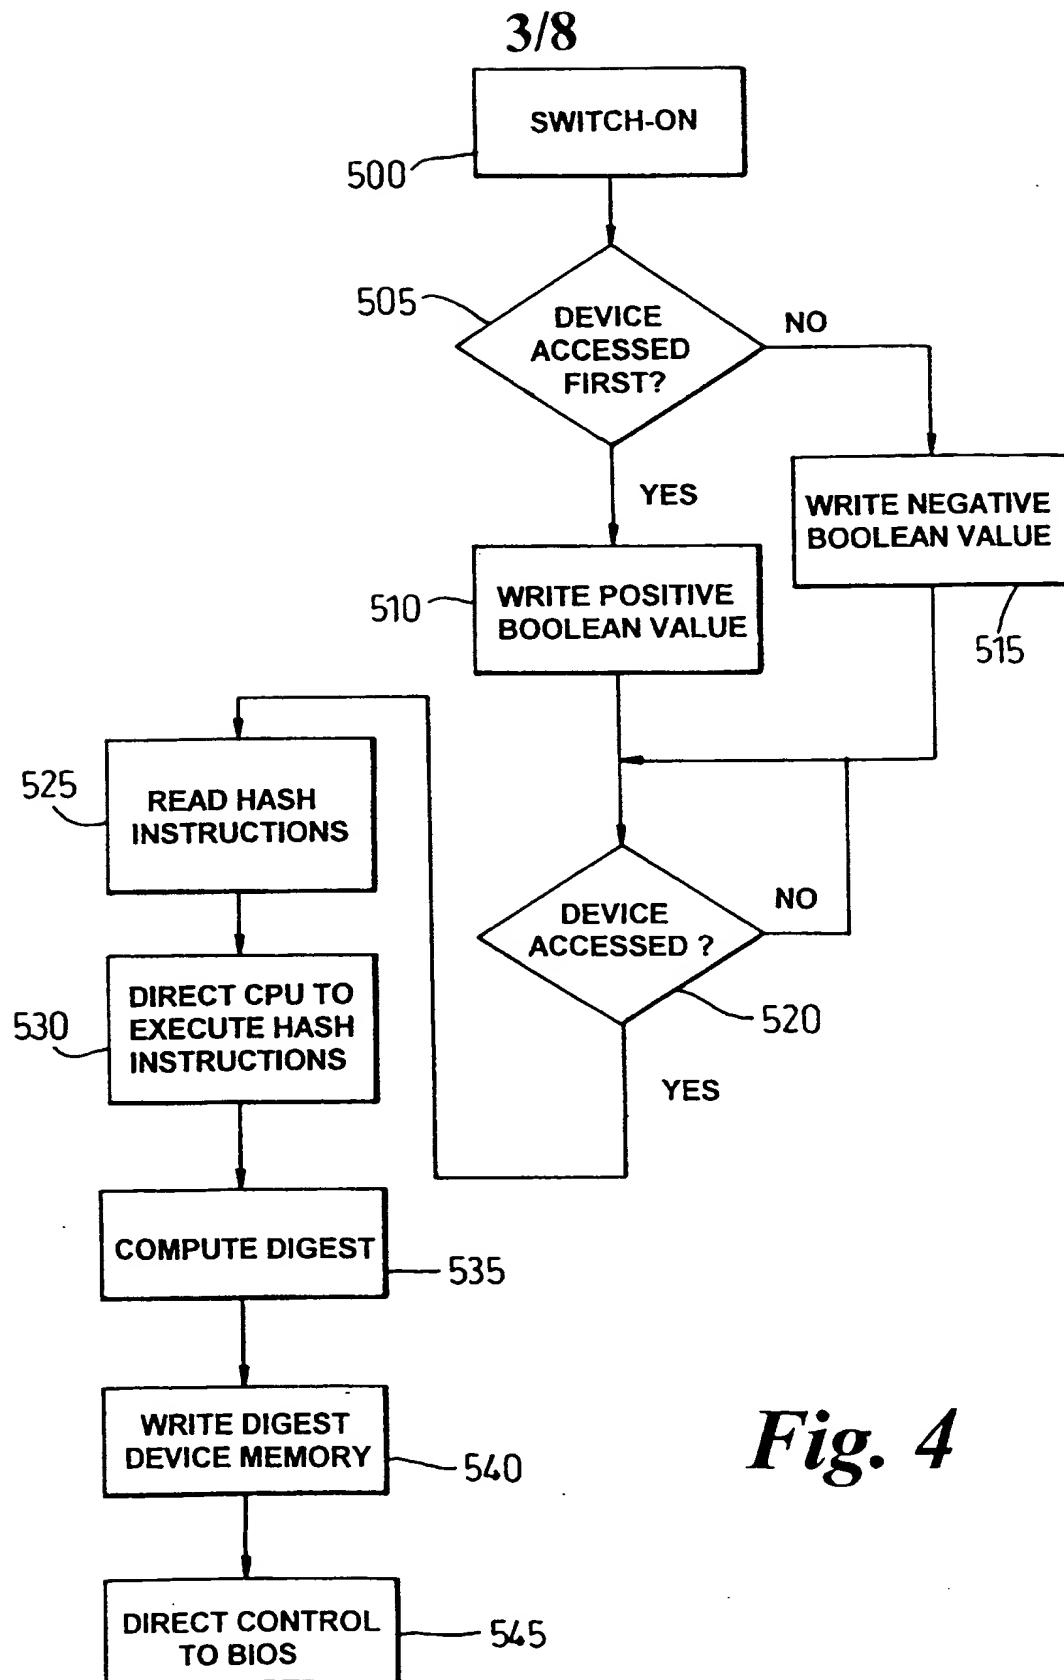 3/8
SWITCH-ON
500
505
DEVICE
ACCESSED
FIRST?
NO
YES
WRITE NEGATIVE
BOOLEAN VALUE
515
510
WRITE POSITIVE
BOOLEAN VALUE
525
READ HASH
INSTRUCTIONS
DEVICE
ACCESSED ?
NO
520
YES
530
DIRECT CPU TO
EXECUTE HASH
INSTRUCTIONS
COMPUTE DIGEST
535
WRITE DIGEST
DEVICE MEMORY
540
Fig. 4
DIRECT CONTROL
TO BIOS
545